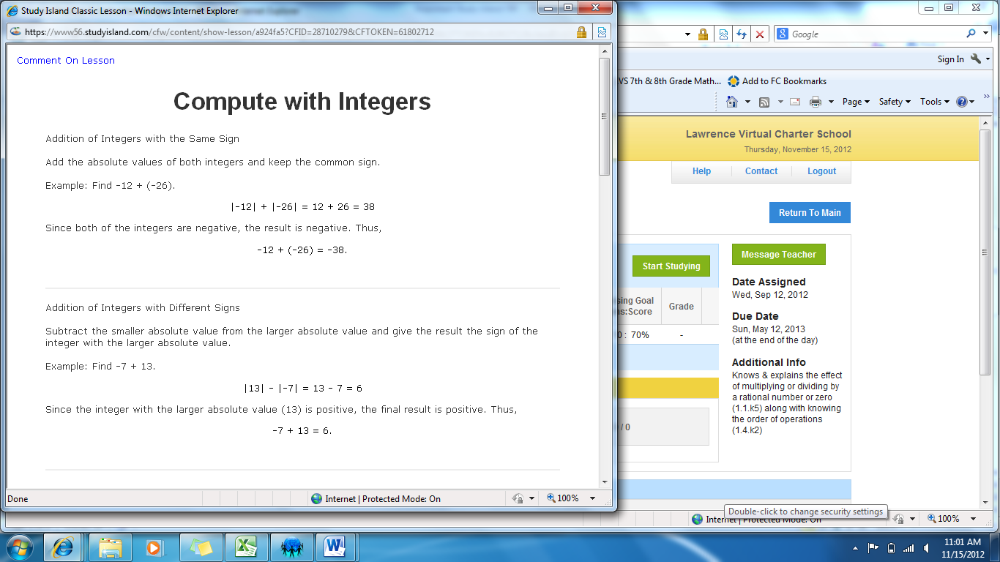 Study Island Classic Lesson - Windows Internet Explorer
https://www56.studyisland.com/cfw/content/show-lesson/a924fa5?CFID=28710279&CFTOKEN=61802712
Comment On Lesson
Compute with Integers
Addition of Integers with the Same Sign
Add the absolute values of both integers and keep the common sign.
Example: Find -12 + (-26).
|-12| + |-26| = 12 + 26 = 38
Since both of the integers are negative, the result is negative. Thus,
-12 + (-26) = -38.
Addition of Integers with Different Signs
Subtract the smaller absolute value from the larger absolute value and give the result the sign of the
integer with the larger absolute value.
Example: Find -7 + 13.
|13| - |-7| = 13 - 7 = 6
Since the integer with the larger absolute value (13) is positive, the final result is positive. Thus,
-7 + 13 = 6.
Done
Internet | Protected Mode: On
100%
Google
Sign In
VS 7th & 8th Grade Math...
Add to FC Bookmarks
Page
Safety
Tools
Lawrence Virtual Charter School
Thursday, November 15, 2012
Help
Contact
Logout
Return To Main
Start Studying
Message Teacher
sing Goal
ns:Score
Grade
0 : 70%
-
/ 0
Date Assigned
Wed, Sep 12, 2012
Due Date
Sun, May 12, 2013
(at the end of the day)
Additional Info
Knows & explains the effect
of multiplying or dividing by
a rational number or zero
(1.1.k5) along with knowing
the order of operations
(1.4.k2)
Double-click to change security settings
Internet | Protected Mode: On
100%
11:01 AM
11/15/2012